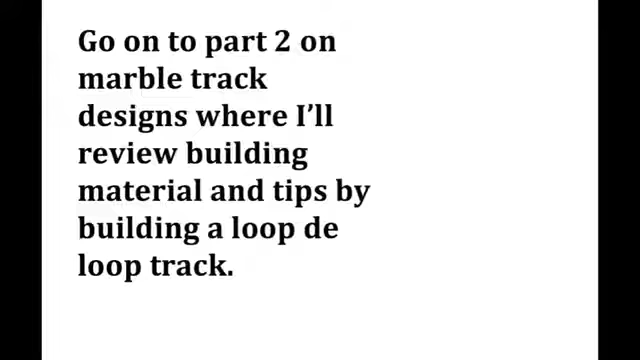 Go on to part 2 on
marble track
designs where I’ll
review building
material and tips by
building a loop de
loop track.